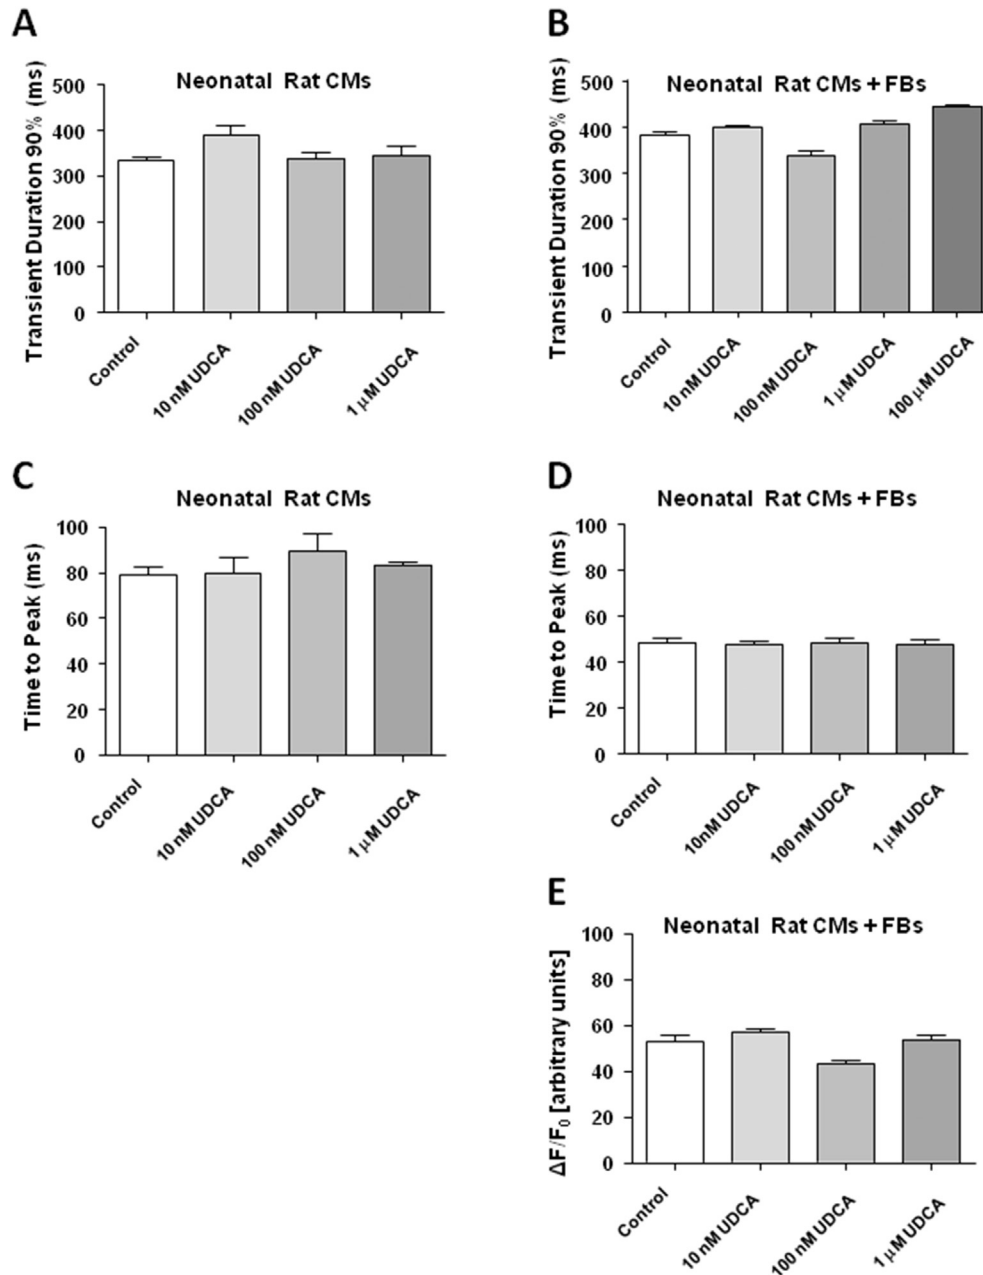 A
Neonatal Rat CMs
Transient Duration 90% (ms)
500
400
300
200
100
0
Control
10 nM UDCA
100 nM UDCA
1 μM UDCA
B
Neonatal Rat CMs + FBs
Transient Duration 90% (ms)
500
400
300
200
100
0
Control
10 nM UDCA
100 nM UDCA
1 μM UDCA
100 μM UDCA
C
Neonatal Rat CMs
Time to Peak (ms)
100
80
60
40
20
0
Control
10 nM UDCA
100 nM UDCA
1 μM UDCA
D
Neonatal Rat CMs + FBs
Time to Peak (ms)
100
80
60
40
20
0
Control
10nM UDCA
100 nM UDCA
1 μM UDCA
E
Neonatal Rat CMs + FBs
ΔF/F₀ [arbitrary units]
100
80
60
40
20
0
Control
10 nM UDCA
100 nM UDCA
1 μM UDCA